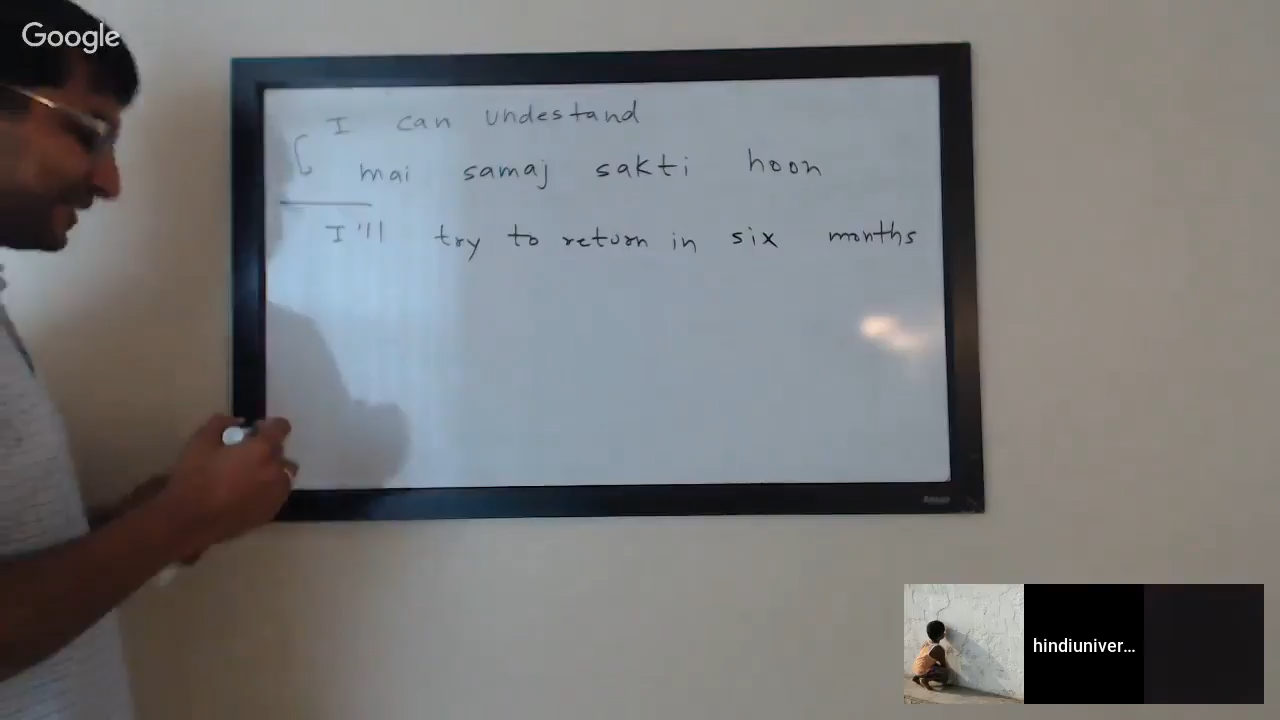 Google
I can undestand
mai samaj sakti hoon
I'll try to return in six months
hindiuniver...